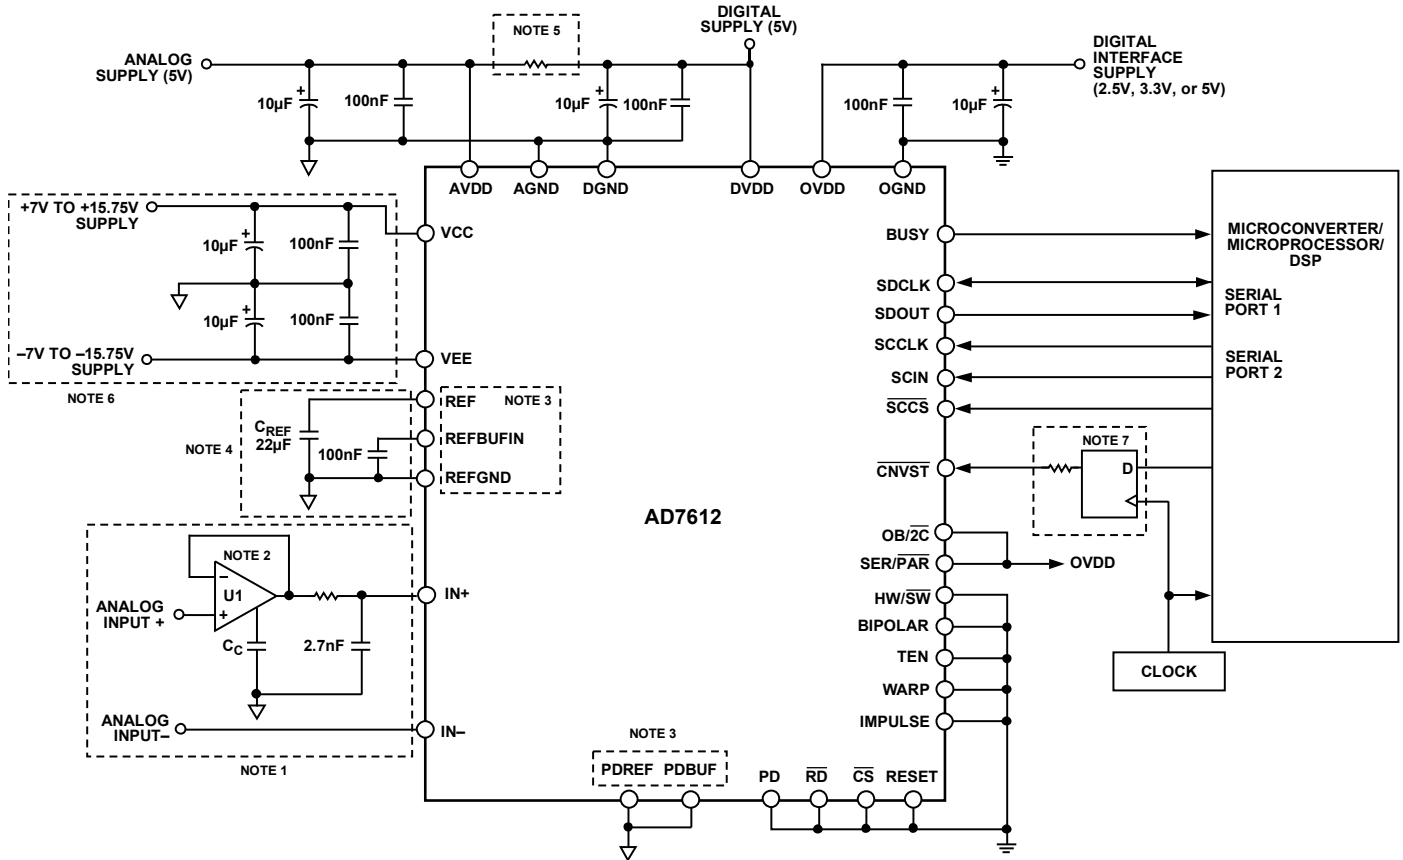 DIGITAL
SUPPLY (5V)
NOTE 5
ANALOG
SUPPLY (5V)
DIGITAL
INTERFACE
SUPPLY
(2.5V, 3.3V, or 5V)
10µF
+
100nF
10µF
+
100nF
100nF
10µF
+
AVDD
AGND
DGND
DVDD
OVDD
OGND
+7V TO +15.75V
SUPPLY
10µF
+
100nF
VCC
10µF
+
100nF
–7V TO –15.75V
SUPPLY
VEE
NOTE 6
BUSY
SDCLK
SDOUT
SCCLK
SCIN
SCCS
CNVST
MICROCONVERTER/
MICROPROCESSOR/
DSP
SERIAL
PORT 1
SERIAL
PORT 2
REF
NOTE 3
CREF
22µF
NOTE 4
100nF
REFBUFIN
REFGND
NOTE 7
D
AD7612
OB/2C
SER/PAR
OVDD
HW/SW
BIPOLAR
TEN
WARP
IMPULSE
CLOCK
NOTE 2
–
U1
+
ANALOG
INPUT +
CC
2.7nF
IN+
ANALOG
INPUT–
IN–
NOTE 1
NOTE 3
PDREF PDBUF
PD
RD
CS
RESET